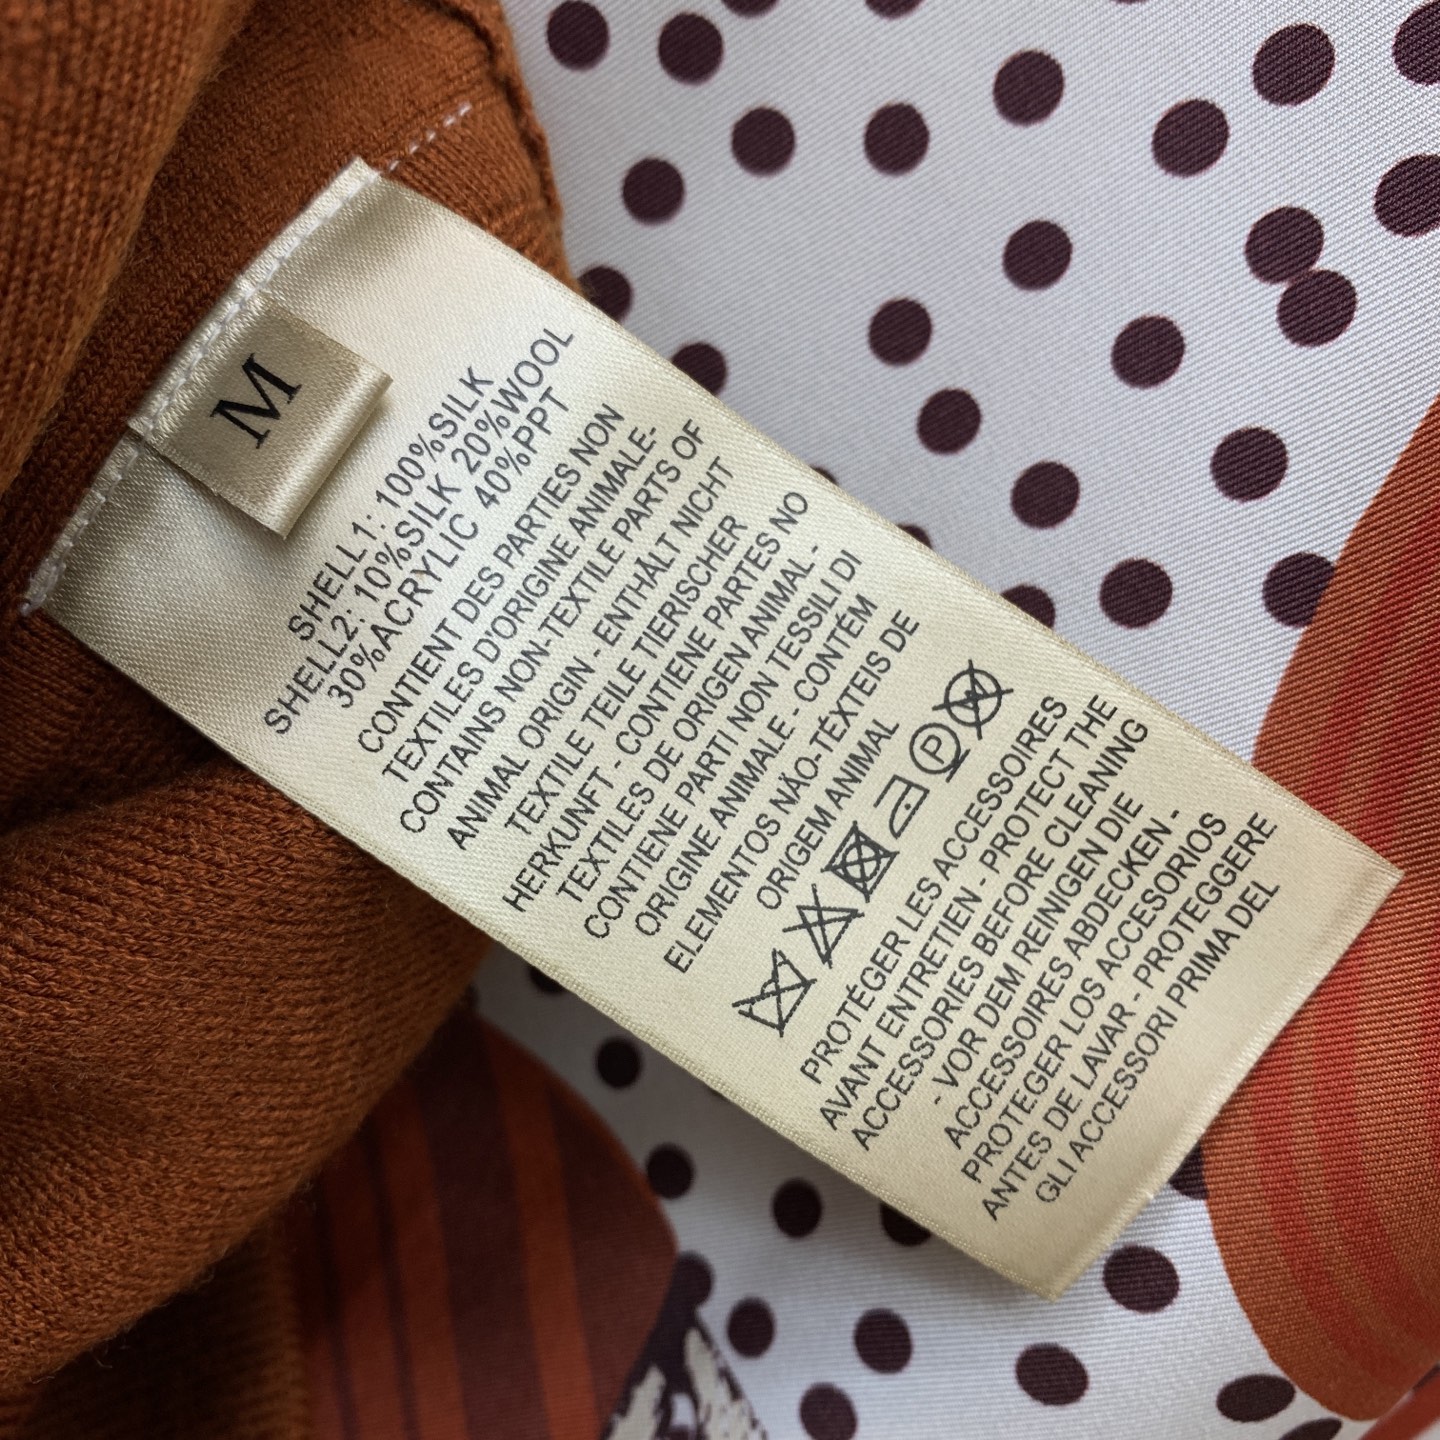 M
SHELL1: 100%SILK
SHELL2: 10%SILK 20%WOOL
30%ACRYLIC 40%PPT
CONTIENT DES PARTIES NON
TEXTILES D'ORIGINE ANIMALE-
CONTAINS NON-TEXTILE PARTS OF
ANIMAL ORIGIN - ENTHÄLT NICHT
TEXTILE TEILE TIERISCHER
HERKUNFT - CONTIENE PARTES NO
TEXTILES DE ORIGEN ANIMAL -
CONTIENE PARTI NON TESSILI DI
ORIGINE ANIMALE - CONTÉM
ELEMENTOS NÃO-TÉXTEIS DE
ORIGEM ANIMAL
P
PROTÉGER LES ACCESSOIRES
AVANT ENTRETIEN - PROTECT THE
ACCESSORIES BEFORE CLEANING
- VOR DEM REINIGEN DIE
ACCESSOIRES ABDECKEN -
PROTEGER LOS ACCESORIOS
ANTES DE LAVAR - PROTEGGERE
GLI ACCESSORI PRIMA DEL